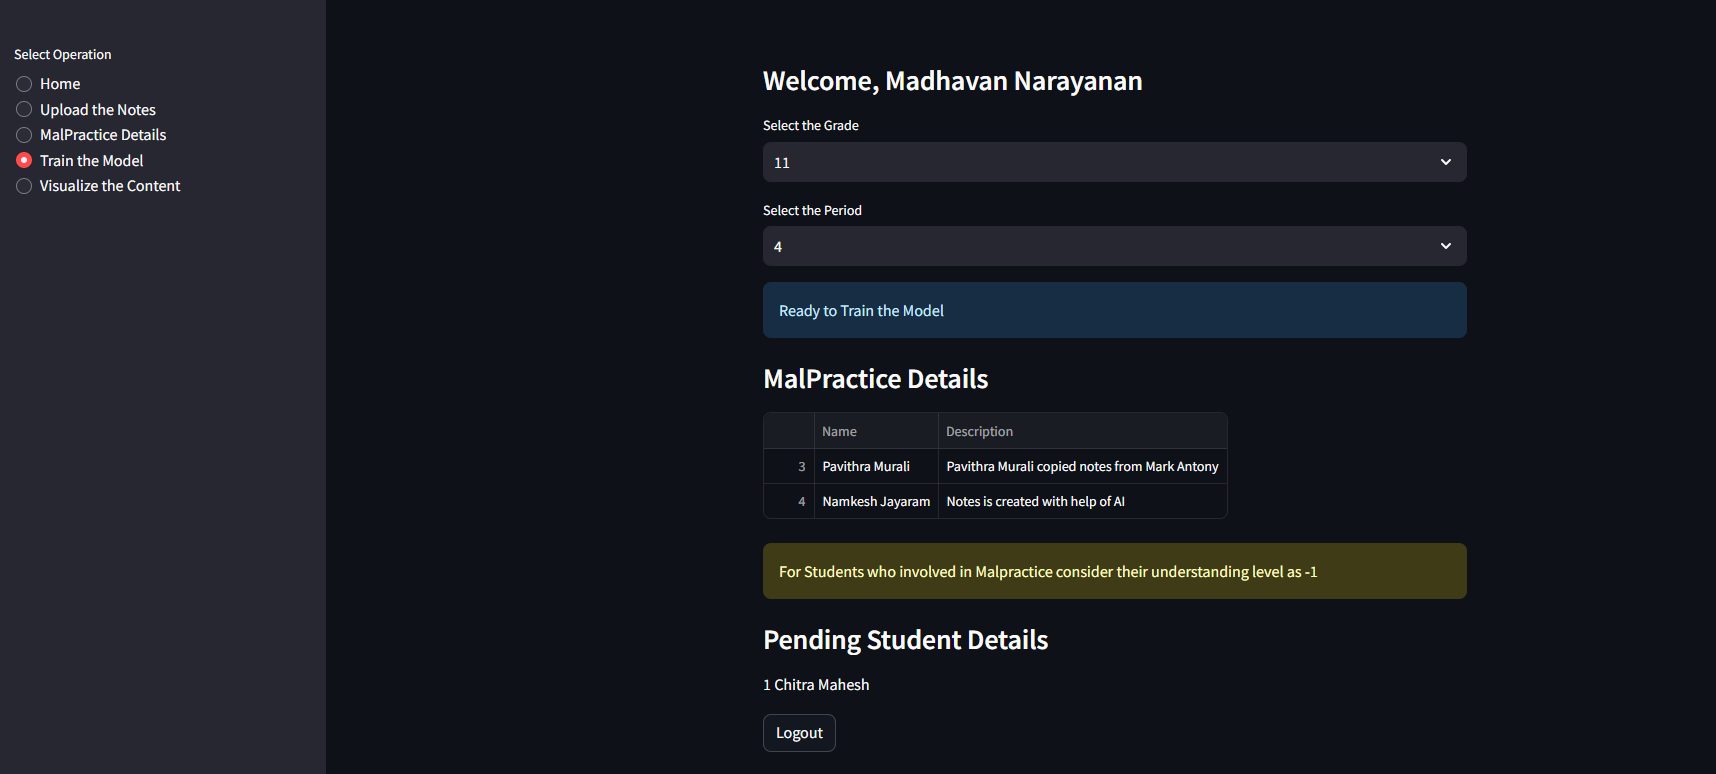 Select Operation
Home
Upload the Notes
MalPractice Details
Train the Model
Visualize the Content
Welcome, Madhavan Narayanan
Select the Grade
11
Select the Period
4
Ready to Train the Model
MalPractice Details
Name Description
3 Pavithra Murali Pavithra Murali copied notes from Mark Antony
4 Namkesh Jayaram Notes is created with help of AI
For Students who involved in Malpractice consider their understanding level as -1
Pending Student Details
1 Chitra Mahesh
Logout